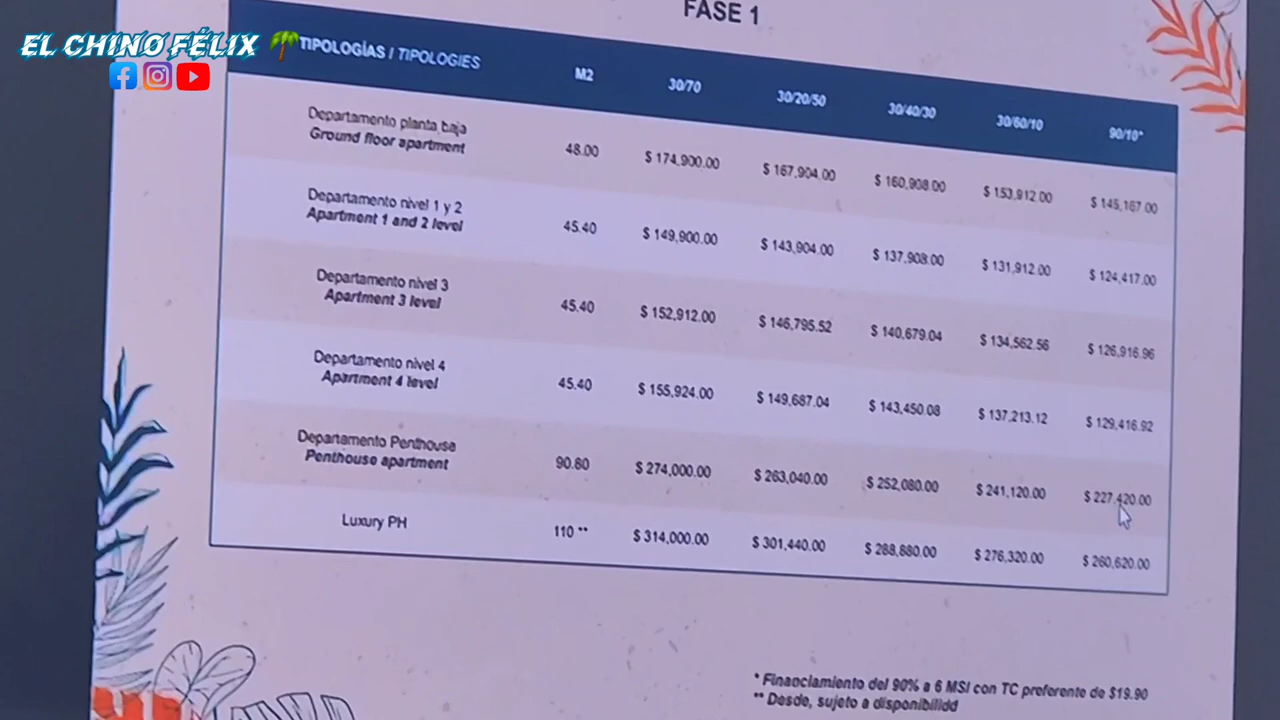 FASE 1
EL CHINO FÉLIX
TIPOLOGÍAS / TIPOLOGIES M2 30/70 30/20/50 30/40/30 30/60/10 90/10*
Departamento planta baja
Ground floor apartment 48.00 $ 174,900.00 $ 167,904.00 $ 160,908.00 $ 153,912.00 $ 145,167.00
Departamento nivel 1 y 2
Apartment 1 and 2 level 45.40 $ 149,900.00 $ 143,904.00 $ 137,908.00 $ 131,912.00 $ 124,417.00
Departamento nivel 3
Apartment 3 level 45.40 $ 152,912.00 $ 146,795.52 $ 140,679.04 $ 134,562.56 $ 126,916.96
Departamento nivel 4
Apartment 4 level 45.40 $ 155,924.00 $ 149,687.04 $ 143,450.08 $ 137,213.12 $ 129,416.92
Departamento Penthouse
Penthouse apartment 90.80 $ 274,000.00 $ 263,040.00 $ 252,080.00 $ 241,120.00 $ 227,420.00
Luxury PH 110 ** $ 314,000.00 $ 301,440.00 $ 288,880.00 $ 276,320.00 $ 260,620.00
* Financiamiento del 90% a 6 MSI con TC preferente de $19.90
** Desde, sujeto a disponibilidd